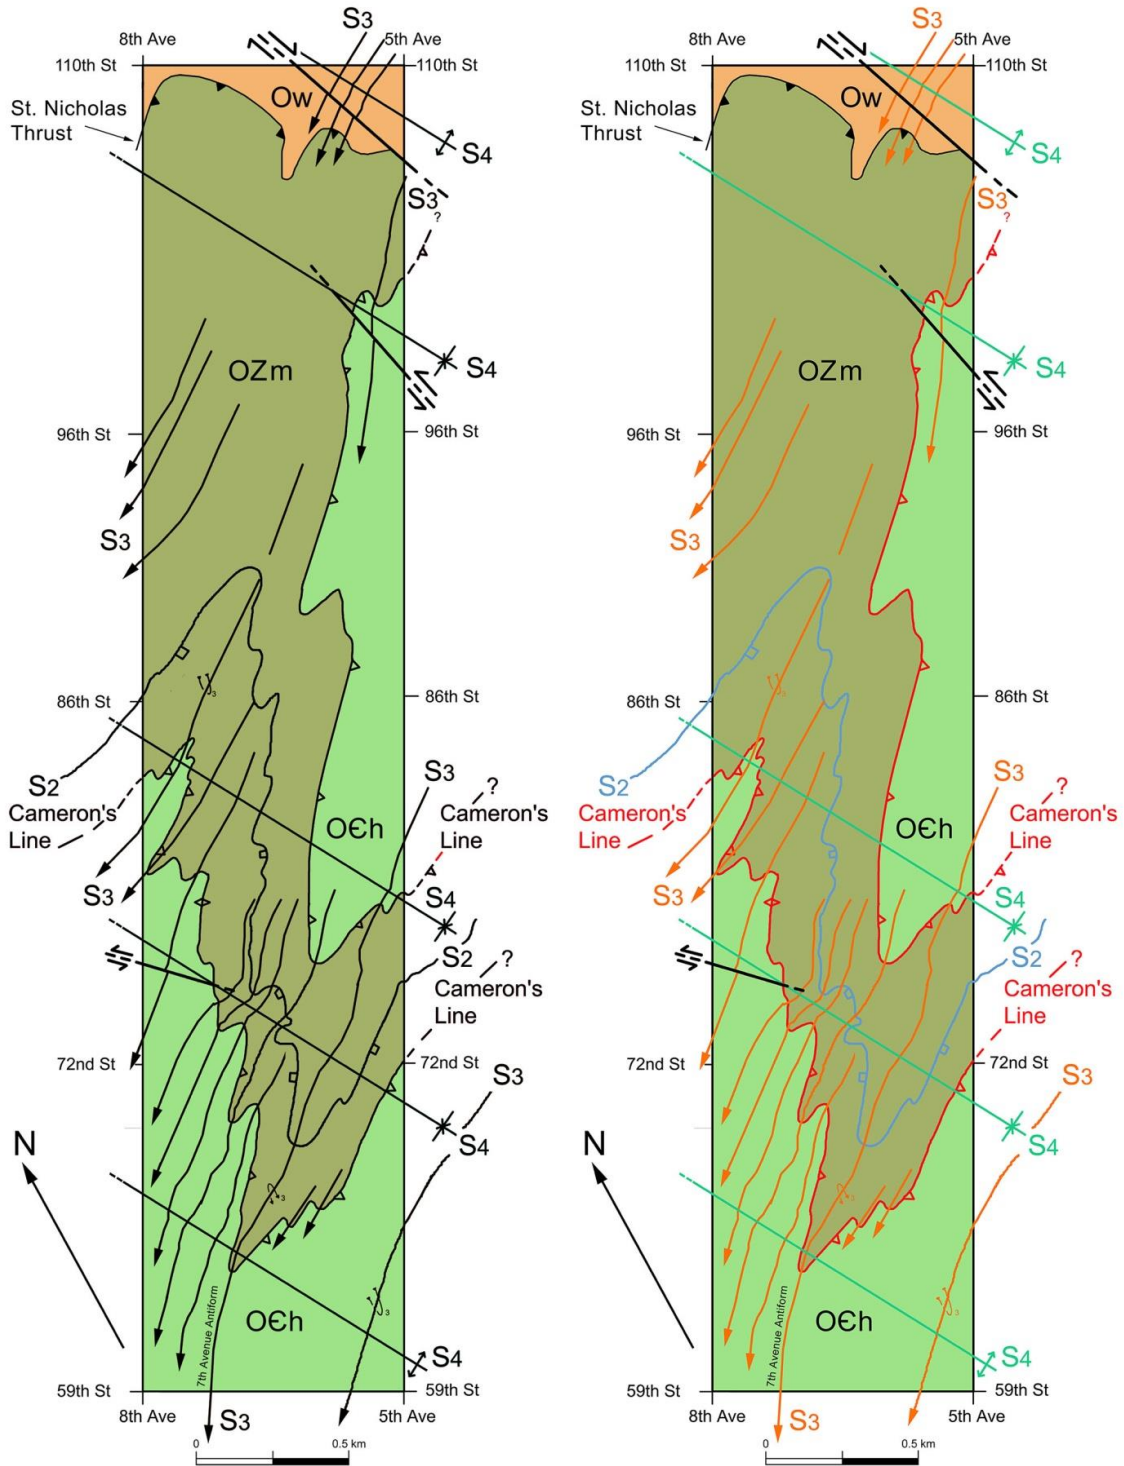 8th Ave
S3
5th Ave
110th St
110th St
Ow
St. Nicholas
Thrust
S4
S3
?
OZm
S4
96th St
96th St
S3
86th St
86th St
S2
S3
?
Cameron's
Line
Cameron's
Line
OЄh
S3
S4
S2
?
Cameron's
Line
72nd St
72nd St
S3
3
N
S4
3
3
7th Avenue Antiform
OЄh
S4
59th St
59th St
8th Ave
S3
5th Ave
0
0.5 km
8th Ave
S3
5th Ave
110th St
110th St
Ow
St. Nicholas
Thrust
S4
S3
?
OZm
S4
96th St
96th St
S3
86th St
86th St
3
S2
S3
?
Cameron's
Line
Cameron's
Line
OЄh
S3
S4
S2
?
Cameron's
Line
72nd St
72nd St
S3
N
S4
3
3
7th Avenue Antiform
OЄh
S4
59th St
59th St
8th Ave
S3
5th Ave
0
0.5 km